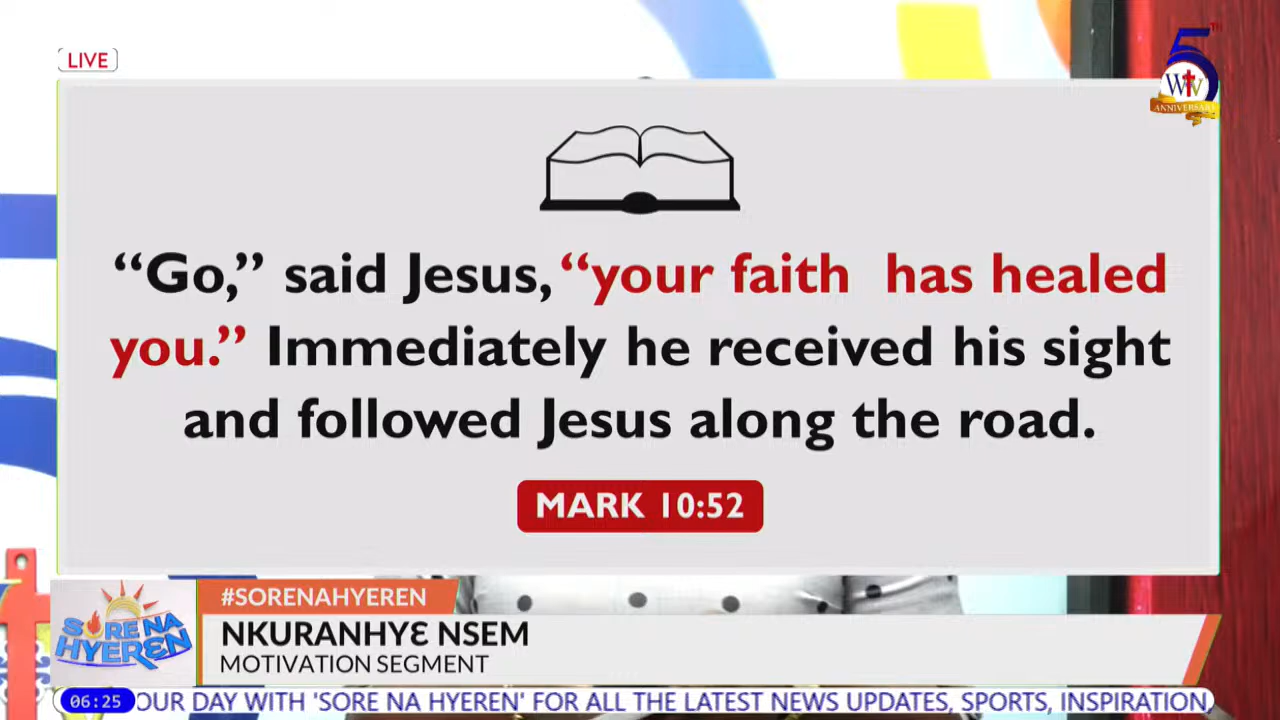 LIVE
5TH
WTV
ANNIVERSARY
“Go,” said Jesus, “your faith has healed
you.” Immediately he received his sight
and followed Jesus along the road.
MARK 10:52
#SORENAHYEREN
SORE NA
HYEREN
NKURANHYƐ NSEM
MOTIVATION SEGMENT
06:25 OUR DAY WITH 'SORE NA HYEREN' FOR ALL THE LATEST NEWS UPDATES, SPORTS, INSPIRATION,